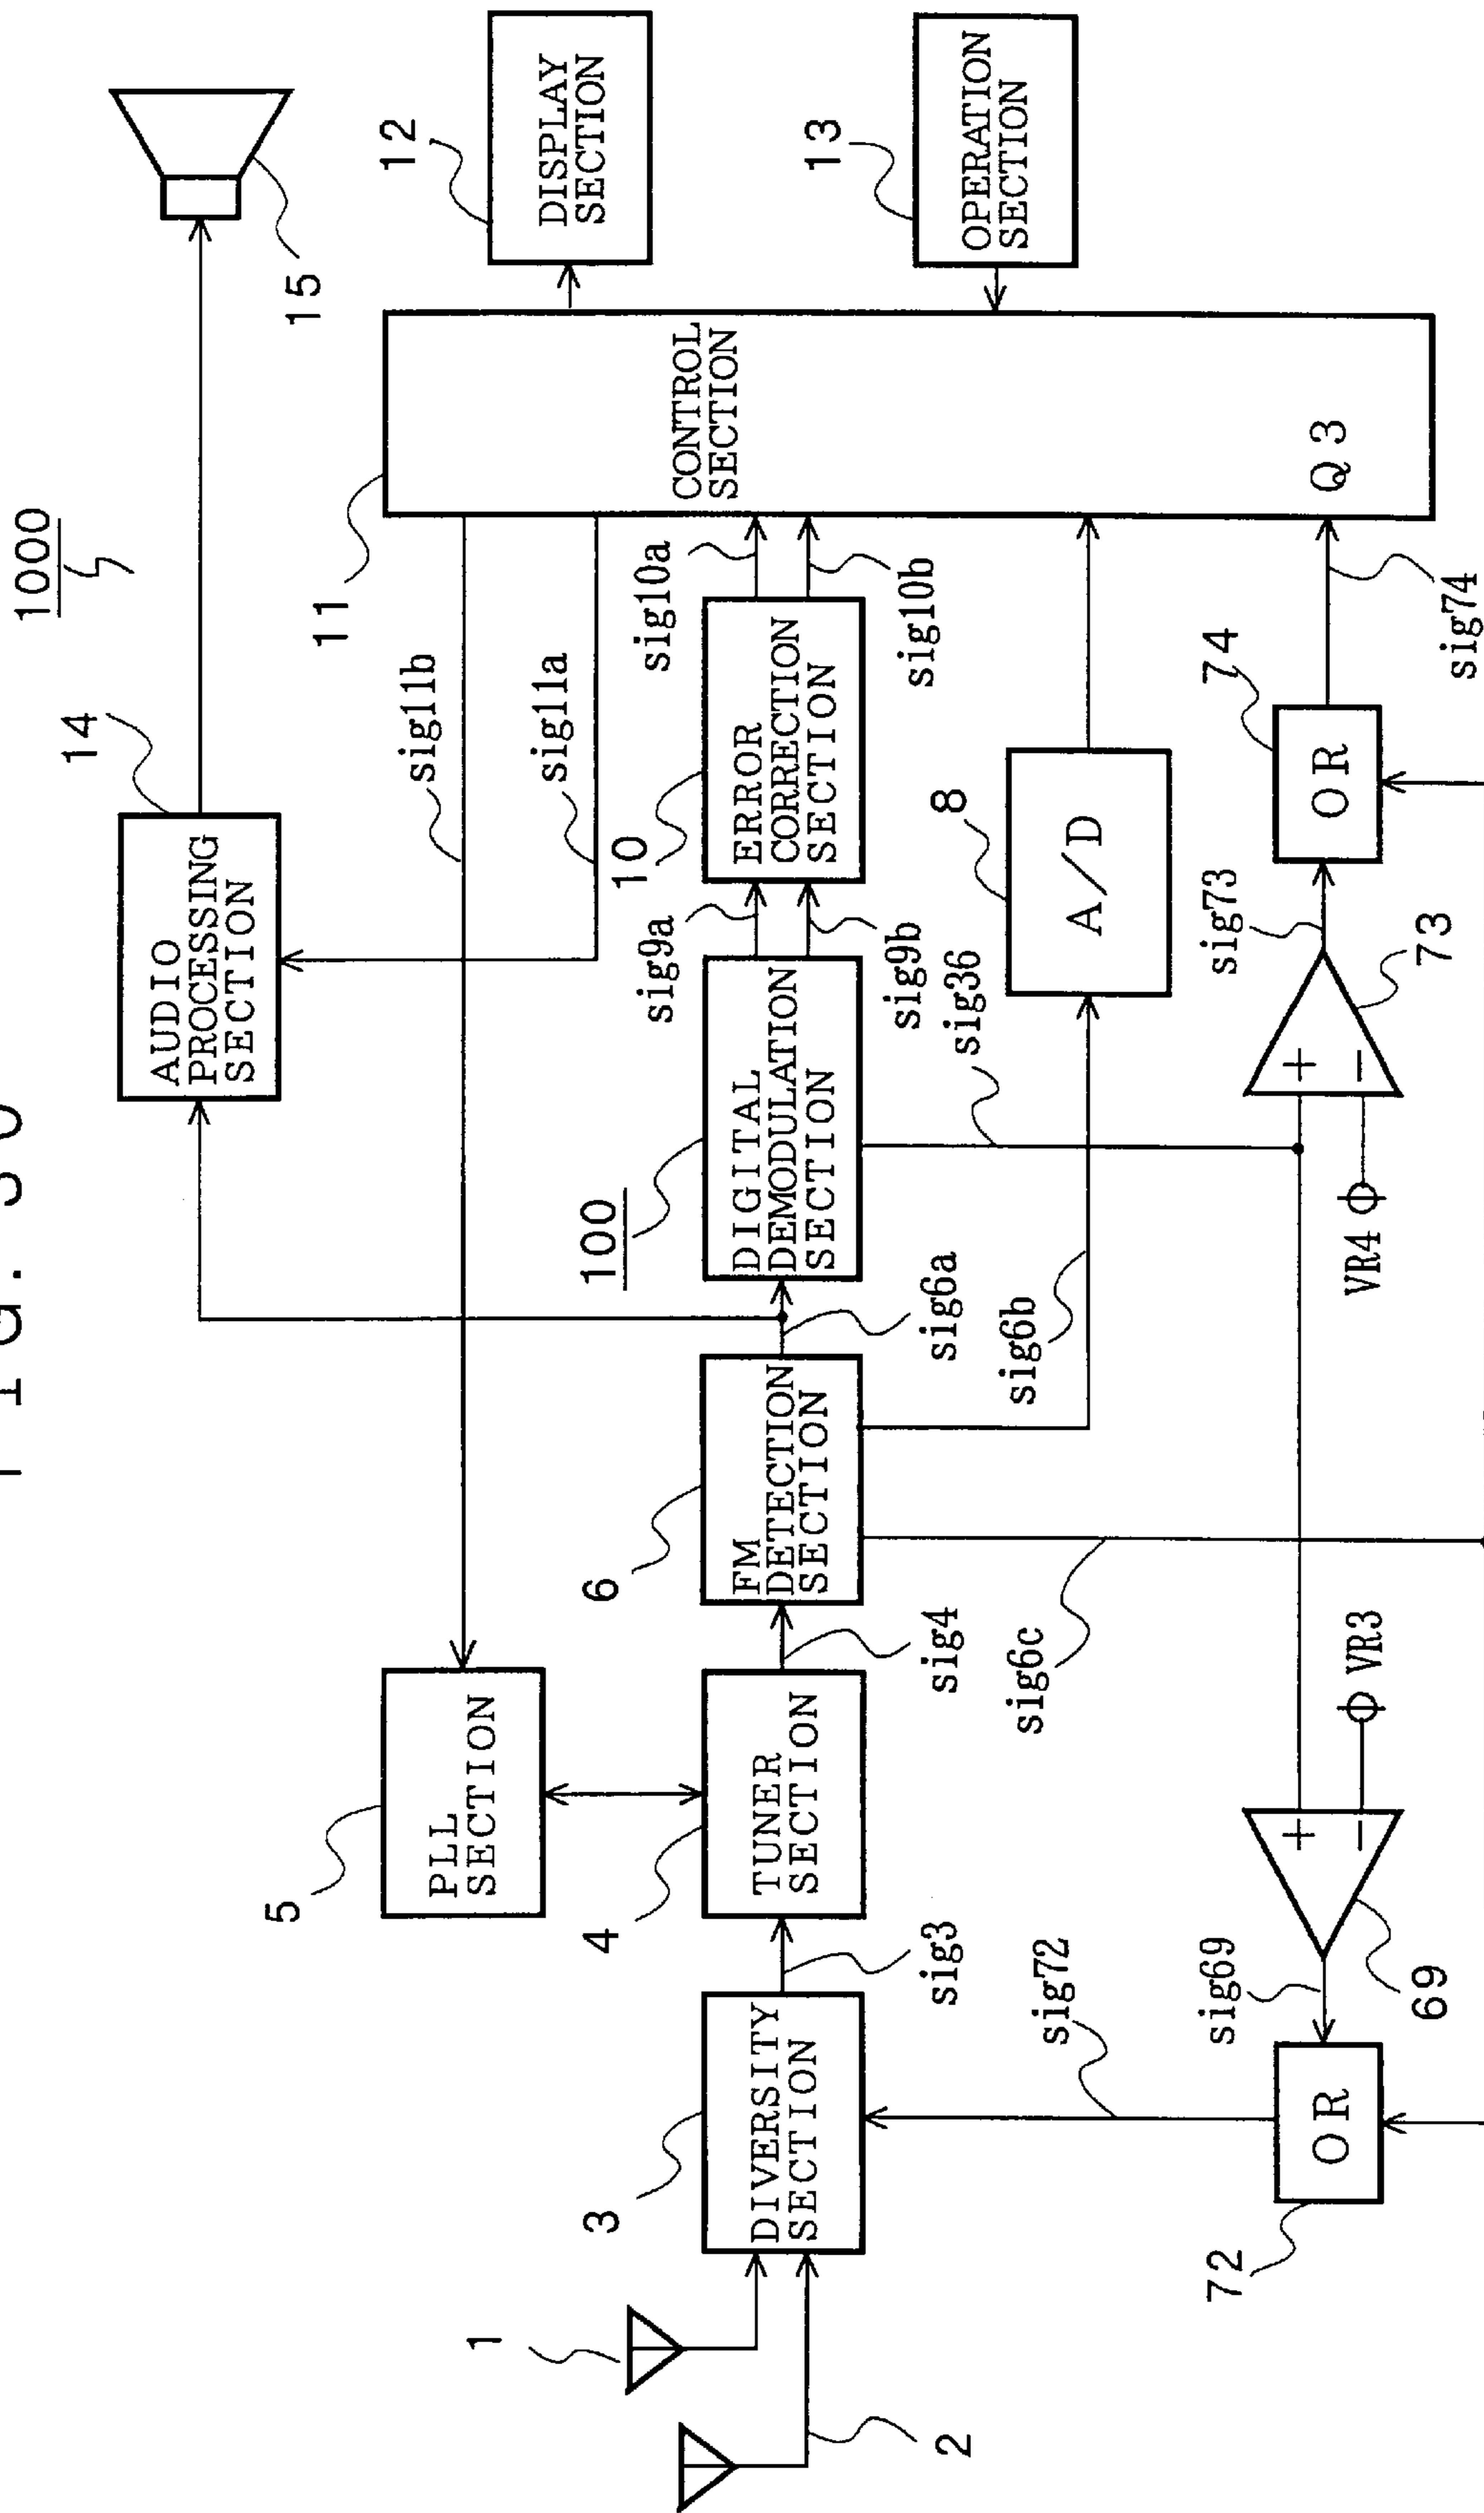 1000
14
AUDIO
PROCESSING
SECTION
15
11
sig11b
sig11a
12
DISPLAY
SECTION
13
OPERATION
SECTION
CONTROL
SECTION
Q3
5
PLL
SECTION
1
2
3
DIVERSITY
SECTION
sig3
4
TUNER
SECTION
sig4
6
FM
DETECTION
SECTION
sig6a
sig6b
sig6c
100
DIGITAL
DEMODULATION
SECTION
sig9a
sig9b
sig36
10
ERROR
CORRECTION
SECTION
sig10a
sig10b
8
A/D
72
OR
sig72
sig69
69
+
−
VR3
VR4
+
−
73
sig73
74
OR
sig74